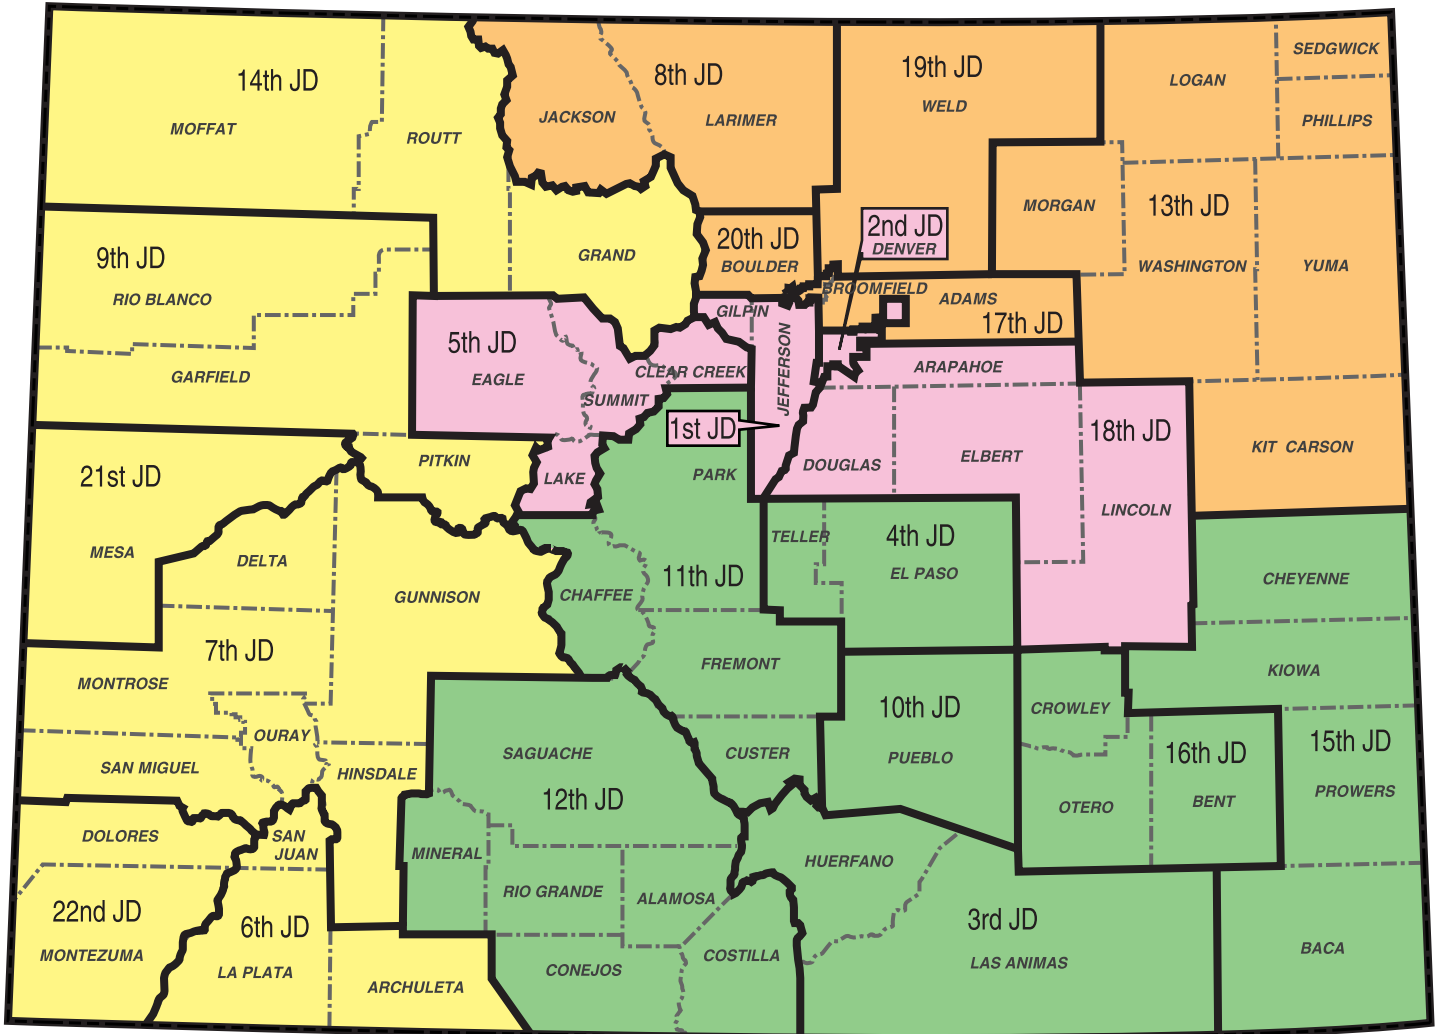 SEDGWICK
14th JD
8th JD
19th JD
LOGAN
MOFFAT
ROUTT
JACKSON
LARIMER
WELD
PHILLIPS
9th JD
RIO BLANCO
GRAND
20th JD
BOULDER
2nd JD
DENVER
MORGAN
13th JD
WASHINGTON
YUMA
BROOMFIELD
ADAMS
17th JD
GILPIN
5th JD
EAGLE
GARFIELD
CLEAR CREEK
SUMMIT
JEFFERSON
ARAPAHOE
1st JD
18th JD
KIT CARSON
21st JD
PITKIN
LAKE
PARK
DOUGLAS
ELBERT
LINCOLN
MESA
DELTA
GUNNISON
CHAFFEE
11th JD
TELLER
4th JD
EL PASO
CHEYENNE
7th JD
MONTROSE
FREMONT
KIOWA
OURAY
SAN MIGUEL
HINSDALE
SAGUACHE
12th JD
CUSTER
10th JD
PUEBLO
CROWLEY
OTERO
16th JD
BENT
15th JD
PROWERS
DOLORES
SAN
JUAN
MINERAL
RIO GRANDE
ALAMOSA
HUERFANO
22nd JD
MONTEZUMA
6th JD
LA PLATA
ARCHULETA
CONEJOS
COSTILLA
3rd JD
LAS ANIMAS
BACA